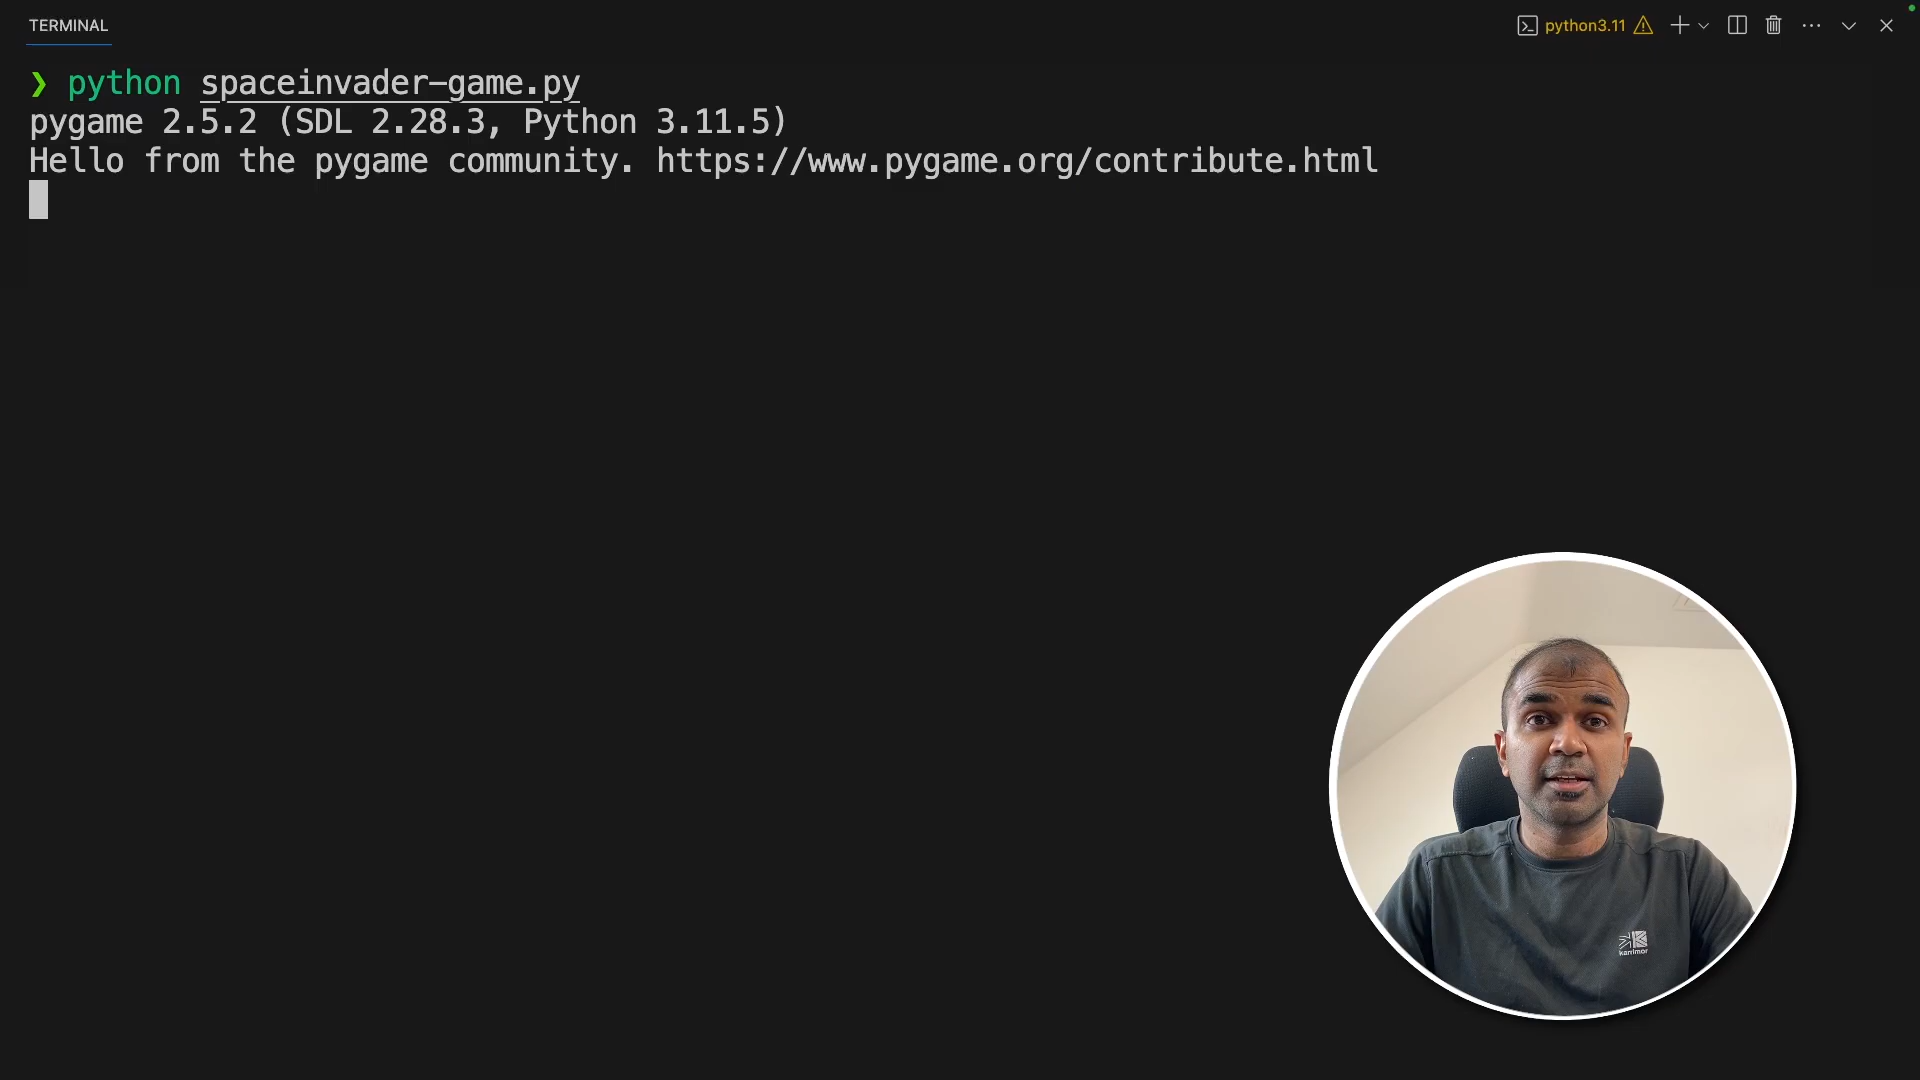 TERMINAL
python3.11
❯ python spaceinvader-game.py
pygame 2.5.2 (SDL 2.28.3, Python 3.11.5)
Hello from the pygame community. https://www.pygame.org/contribute.html
karrimor